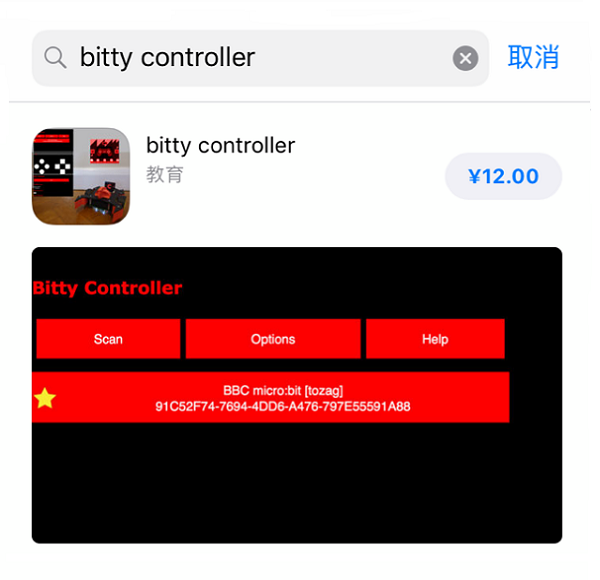 bitty controller
取消
bitty controller
教育
¥12.00
Bitty Controller
Scan
Options
Help
BBC micro:bit [tozag]
91C52F74-7694-4DD6-A476-797E55591A88